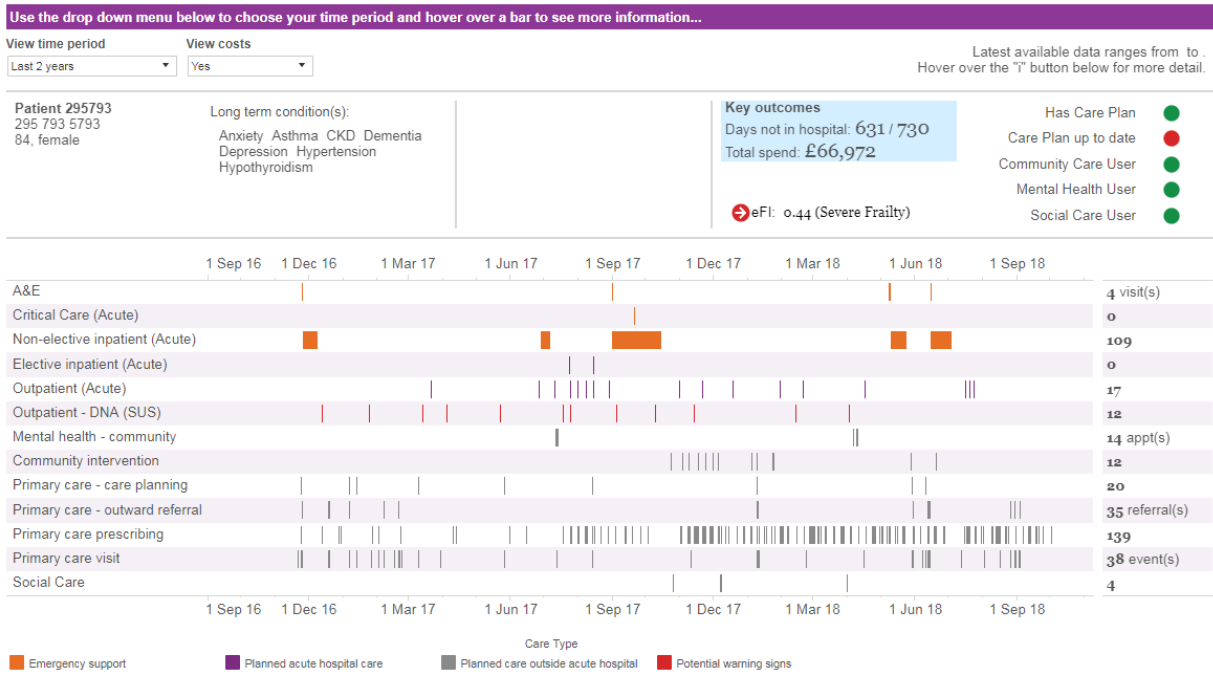 Use the drop down menu below to choose your time period and hover over a bar to see more information...
View time period View costs
Last 2 years Yes
Latest available data ranges from to .
Hover over the "i" button below for more detail.
Patient 295793
295 793 5793
84, female
Long term condition(s):
Anxiety Asthma CKD Dementia
Depression Hypertension
Hypothyroidism
Key outcomes
Days not in hospital: 631 / 730
Total spend: £66,972
eFI: 0.44 (Severe Frailty)
Has Care Plan
Care Plan up to date
Community Care User
Mental Health User
Social Care User
1 Sep 16 1 Dec 16 1 Mar 17 1 Jun 17 1 Sep 17 1 Dec 17 1 Mar 18 1 Jun 18 1 Sep 18
A&E 4 visit(s)
Critical Care (Acute) 0
Non-elective inpatient (Acute) 109
Elective inpatient (Acute) 0
Outpatient (Acute) 17
Outpatient - DNA (SUS) 12
Mental health - community 14 appt(s)
Community intervention 12
Primary care - care planning 20
Primary care - outward referral 35 referral(s)
Primary care prescribing 139
Primary care visit 38 event(s)
Social Care 4
1 Sep 16 1 Dec 16 1 Mar 17 1 Jun 17 1 Sep 17 1 Dec 17 1 Mar 18 1 Jun 18 1 Sep 18
Care Type
Emergency support Planned acute hospital care Planned care outside acute hospital Potential warning signs